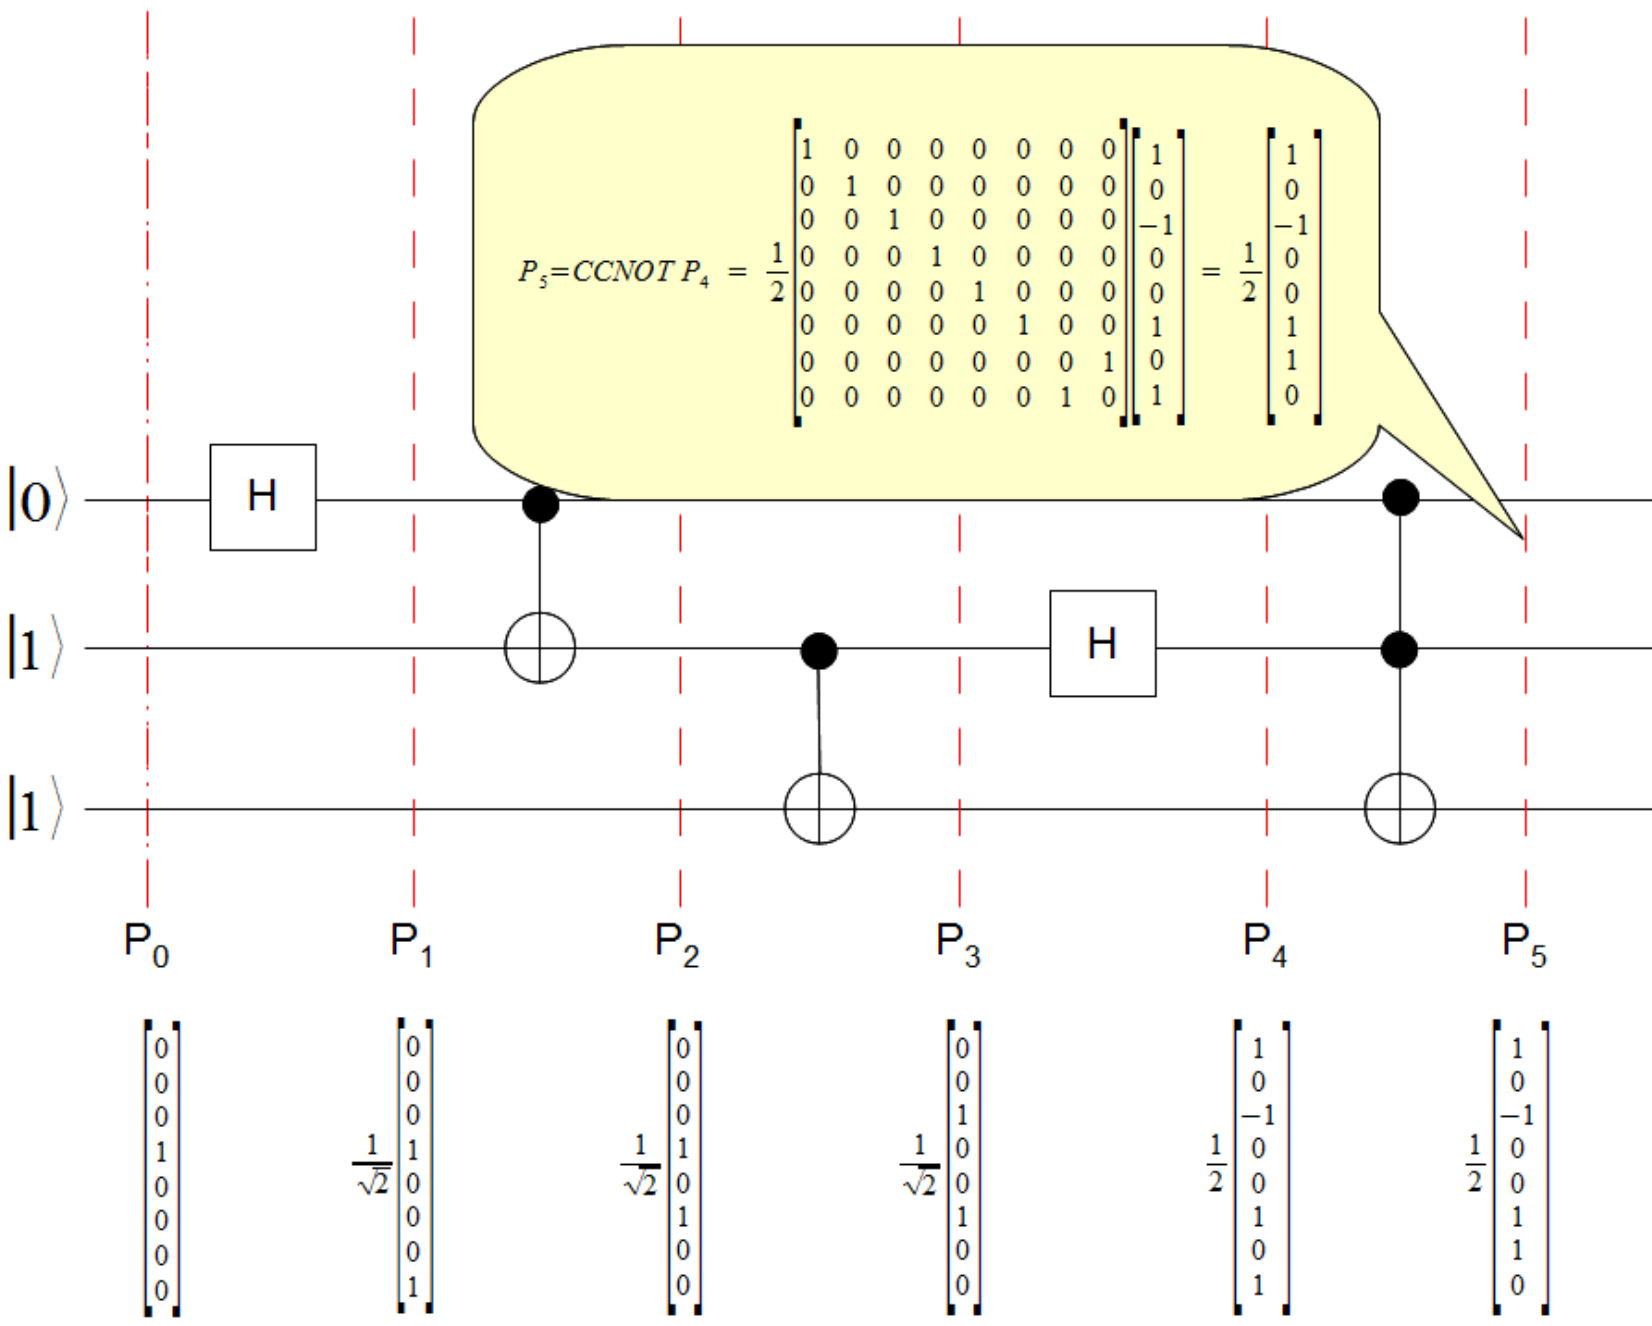 P5=CCNOT P4 = 1/2 [1 0 0 0 0 0 0 0] [1] = 1/2 [1]
0 1 0 0 0 0 0 0 0 0
0 0 1 0 0 0 0 0 −1 −1
0 0 0 1 0 0 0 0 0 0
0 0 0 0 1 0 0 0 0 0
0 0 0 0 0 1 0 0 1 1
0 0 0 0 0 0 0 1 0 1
0 0 0 0 0 0 1 0 1 0
|0⟩ H
|1⟩ H
|1⟩
P0 P1 P2 P3 P4 P5
1/√2 1/√2 1/√2 1/2 1/2
0 0 0 0 1 1
0 0 0 0 0 0
0 0 0 1 −1 −1
1 1 1 0 0 0
0 0 0 0 0 0
0 0 1 1 1 1
0 0 0 0 0 1
0 1 0 0 1 0